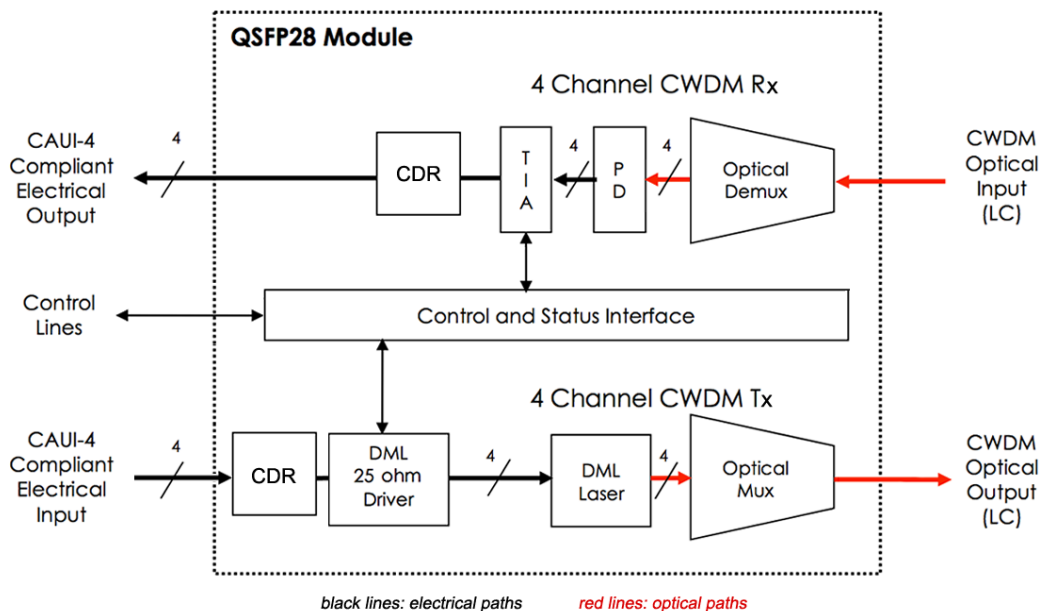 QSFP28 Module
4 Channel CWDM Rx
CAUI-4
Compliant
Electrical
Output
4
CDR
T
I
A
4
P
D
4
Optical
Demux
CWDM
Optical
Input
(LC)
Control
Lines
Control and Status Interface
4 Channel CWDM Tx
CAUI-4
Compliant
Electrical
Input
4
CDR
DML
25 ohm
Driver
4
DML
Laser
4
Optical
Mux
CWDM
Optical
Output
(LC)
black lines: electrical paths
red lines: optical paths